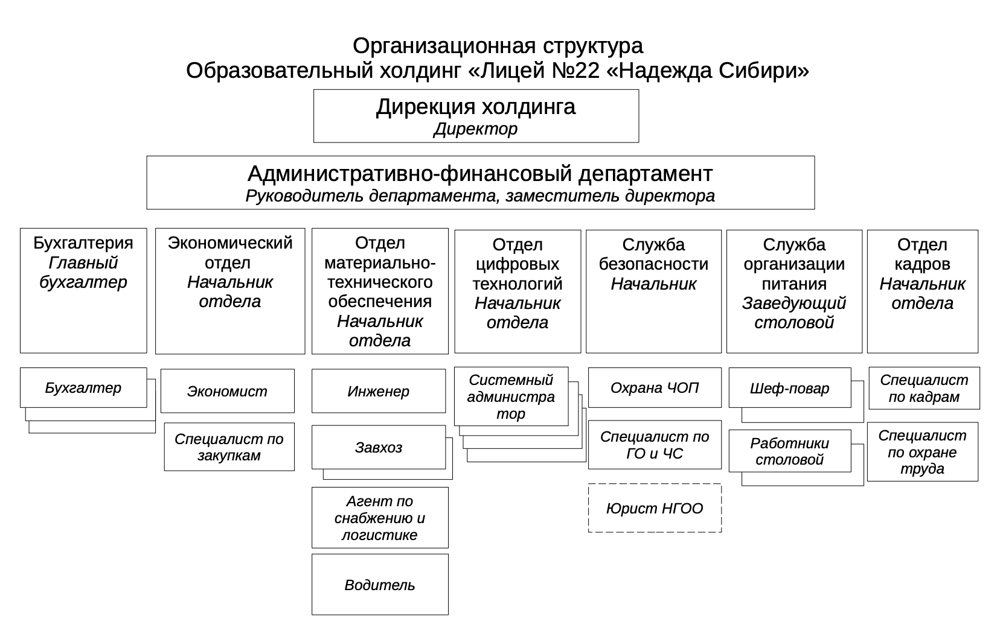 Организационная структура
Образовательный холдинг «Лицей №22 «Надежда Сибири»
Дирекция холдинга
Директор
Административно-финансовый департамент
Руководитель департамента, заместитель директора
Бухгалтерия
Главный
бухгалтер
Экономический
отдел
Начальник
отдела
Отдел
материально-
технического
обеспечения
Начальник
отдела
Отдел
цифровых
технологий
Начальник
отдела
Служба
безопасности
Начальник
Служба
организации
питания
Заведующий
столовой
Отдел
кадров
Начальник
отдела
Бухгалтер
Экономист
Специалист по
закупкам
Инженер
Завхоз
Агент по
снабжению и
логистике
Водитель
Системный
администра
тор
Охрана ЧОП
Специалист по
ГО и ЧС
Юрист НГОО
Шеф-повар
Работники
столовой
Специалист
по кадрам
Специалист
по охране
труда